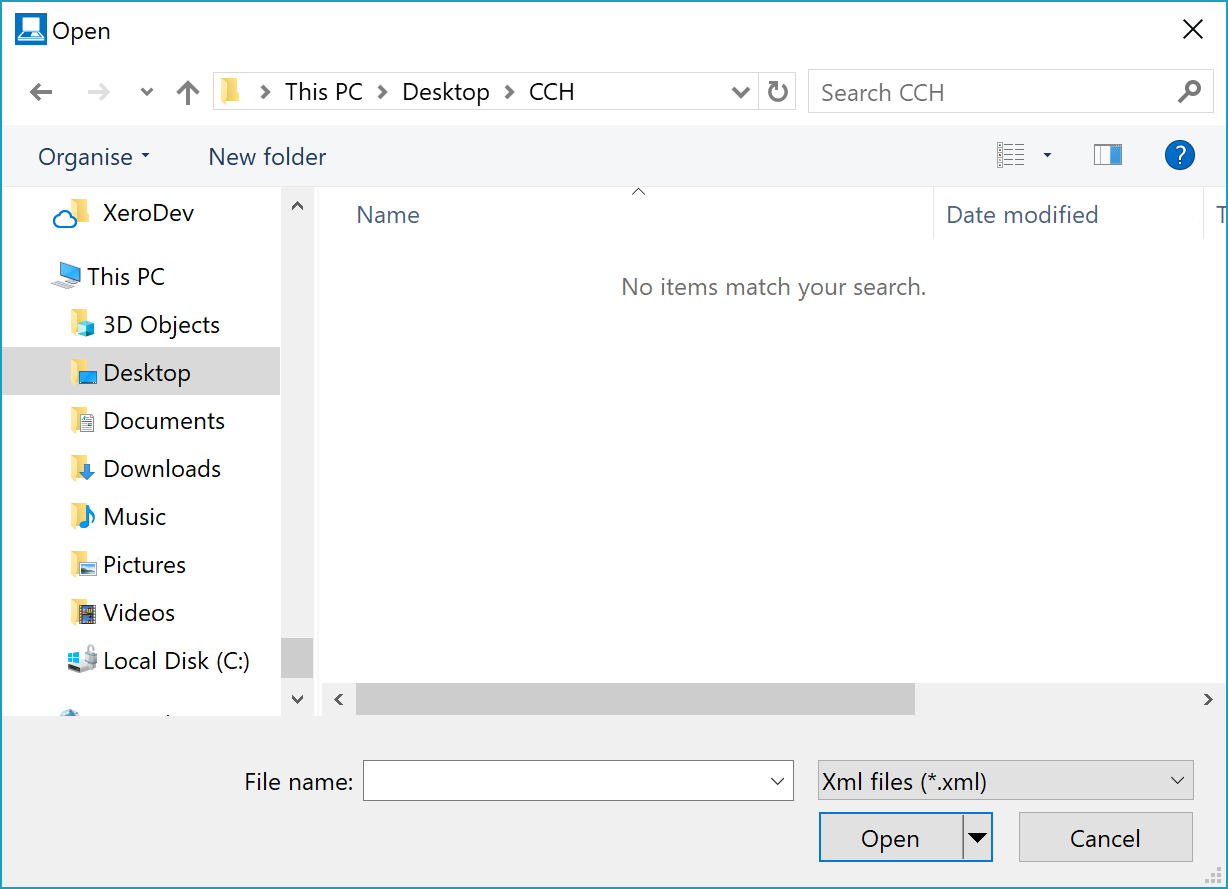 Open
This PC > Desktop > CCH
Search CCH
Organise
New folder
?
XeroDev
This PC
3D Objects
Desktop
Documents
Downloads
Music
Pictures
Videos
Local Disk (C:)
Name
Date modified
T
No items match your search.
File name:
Xml files (*.xml)
Open
Cancel